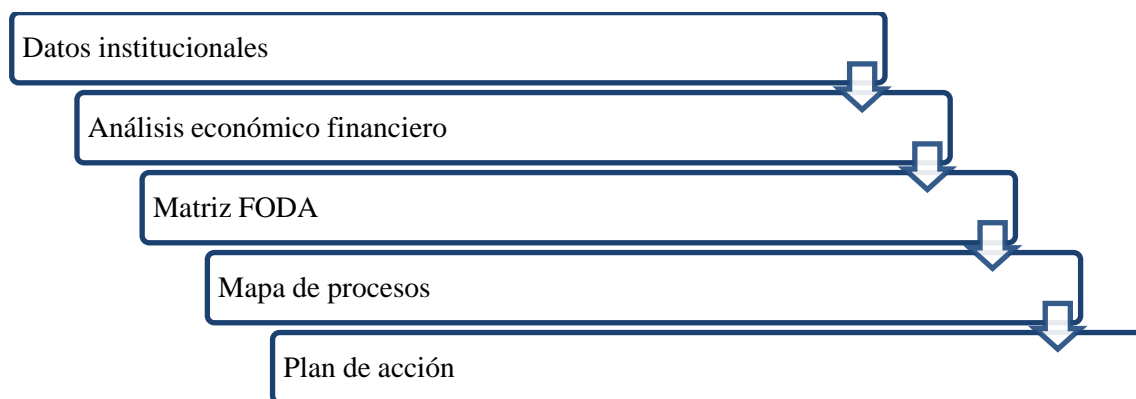 Datos institucionales
Análisis económico financiero
Matriz FODA
Mapa de procesos
Plan de acción